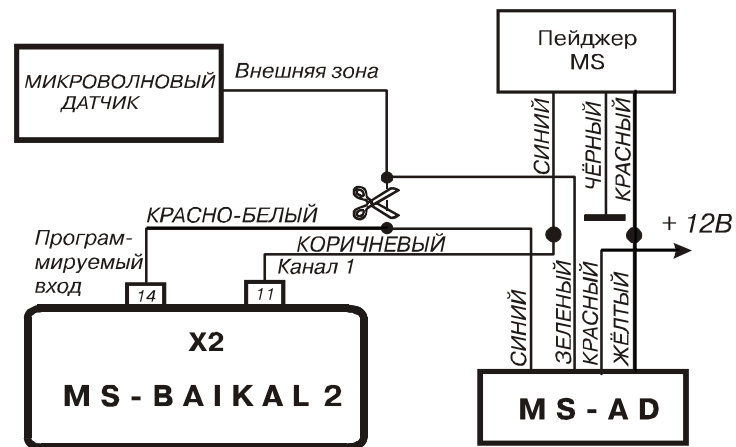 Пейджер
MS
МИКРОВОЛНОВЫЙ
ДАТЧИК
Внешняя зона
СИНИЙ
ЧЁРНЫЙ
КРАСНЫЙ
КРАСНО-БЕЛЫЙ
+ 12В
Програм-
мируемый
вход
КОРИЧНЕВЫЙ
Канал 1
14
11
СИНИЙ
ЗЕЛЕНЫЙ
КРАСНЫЙ
ЖЁЛТЫЙ
X2
MS-BAIKAL 2
MS-AD